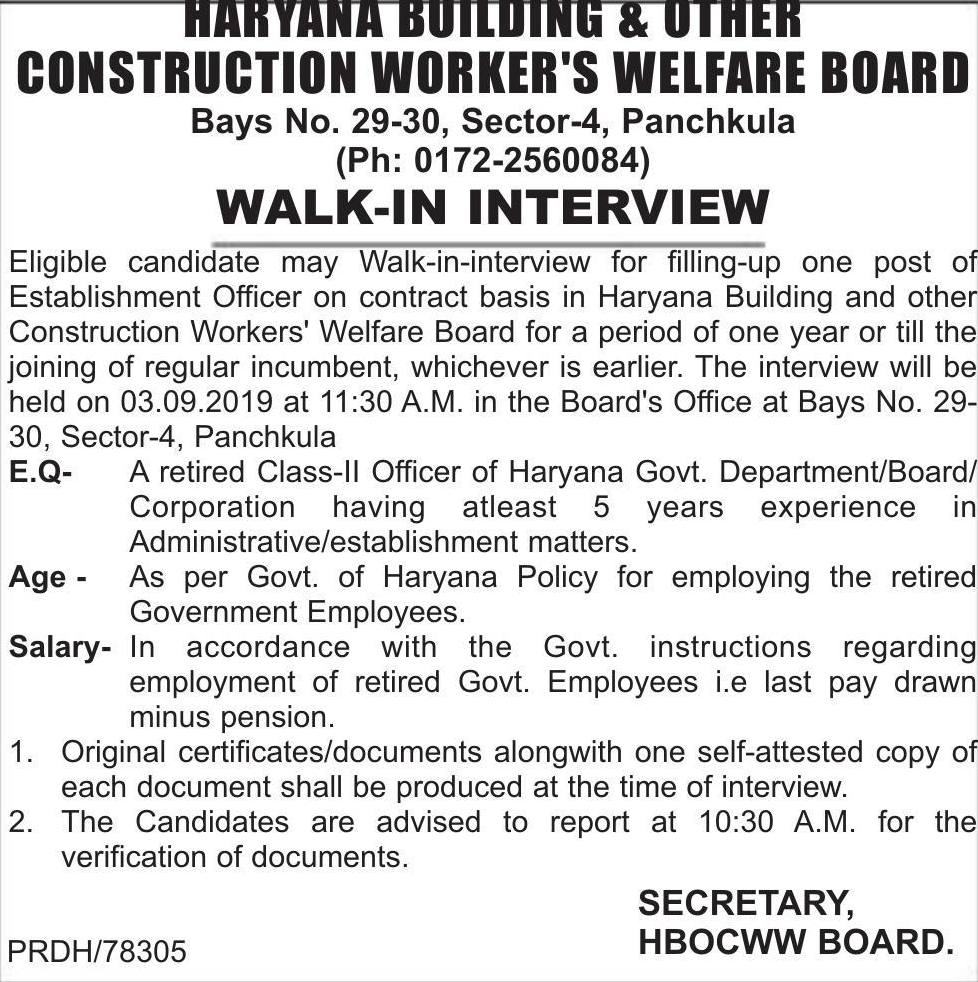 HARYANA BUILDING & OTHER
CONSTRUCTION WORKER'S WELFARE BOARD
Bays No. 29-30, Sector-4, Panchkula
(Ph: 0172-2560084)
WALK-IN INTERVIEW
Eligible candidate may Walk-in-interview for filling-up one post of
Establishment Officer on contract basis in Haryana Building and other
Construction Workers' Welfare Board for a period of one year or till the
joining of regular incumbent, whichever is earlier. The interview will be
held on 03.09.2019 at 11:30 A.M. in the Board's Office at Bays No. 29-
30, Sector-4, Panchkula
E.Q- A retired Class-II Officer of Haryana Govt. Department/Board/
Corporation having atleast 5 years experience in
Administrative/establishment matters.
Age - As per Govt. of Haryana Policy for employing the retired
Government Employees.
Salary- In accordance with the Govt. instructions regarding
employment of retired Govt. Employees i.e last pay drawn
minus pension.
1. Original certificates/documents alongwith one self-attested copy of
each document shall be produced at the time of interview.
2. The Candidates are advised to report at 10:30 A.M. for the
verification of documents.
SECRETARY,
HBOCWW BOARD.
PRDH/78305